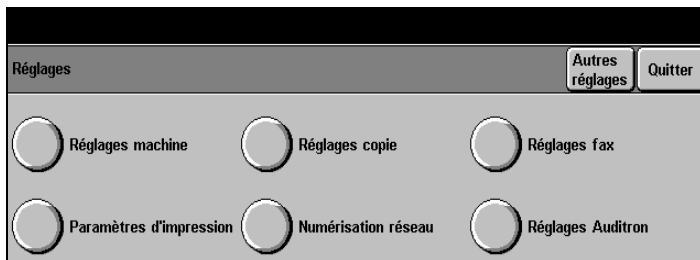 Réglages
Autres
réglages
Quitter
Réglages machine
Réglages copie
Réglages fax
Paramètres d'impression
Numérisation réseau
Réglages Auditron